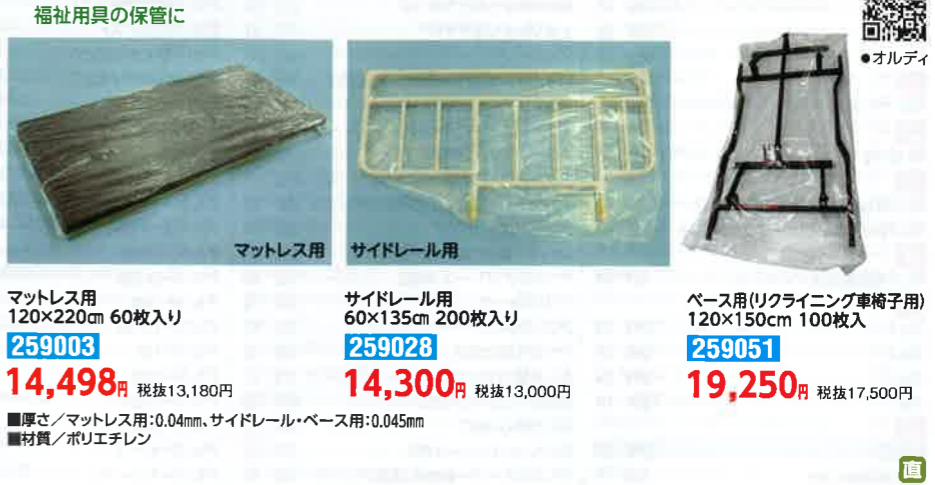 福祉用具の保管に
●オルディ
マットレス用
サイドレール用
マットレス用
120×220㎝ 60枚入り
259003
14,498円 税抜13,180円
サイドレール用
60×135㎝ 200枚入り
259028
14,300円 税抜13,000円
ベース用(リクライニング車椅子用)
120×150cm 100枚入
259051
19,250円 税抜17,500円
■厚さ／マットレス用：0.04㎜、サイドレール・ベース用：0.045㎜
■材質／ポリエチレン
直